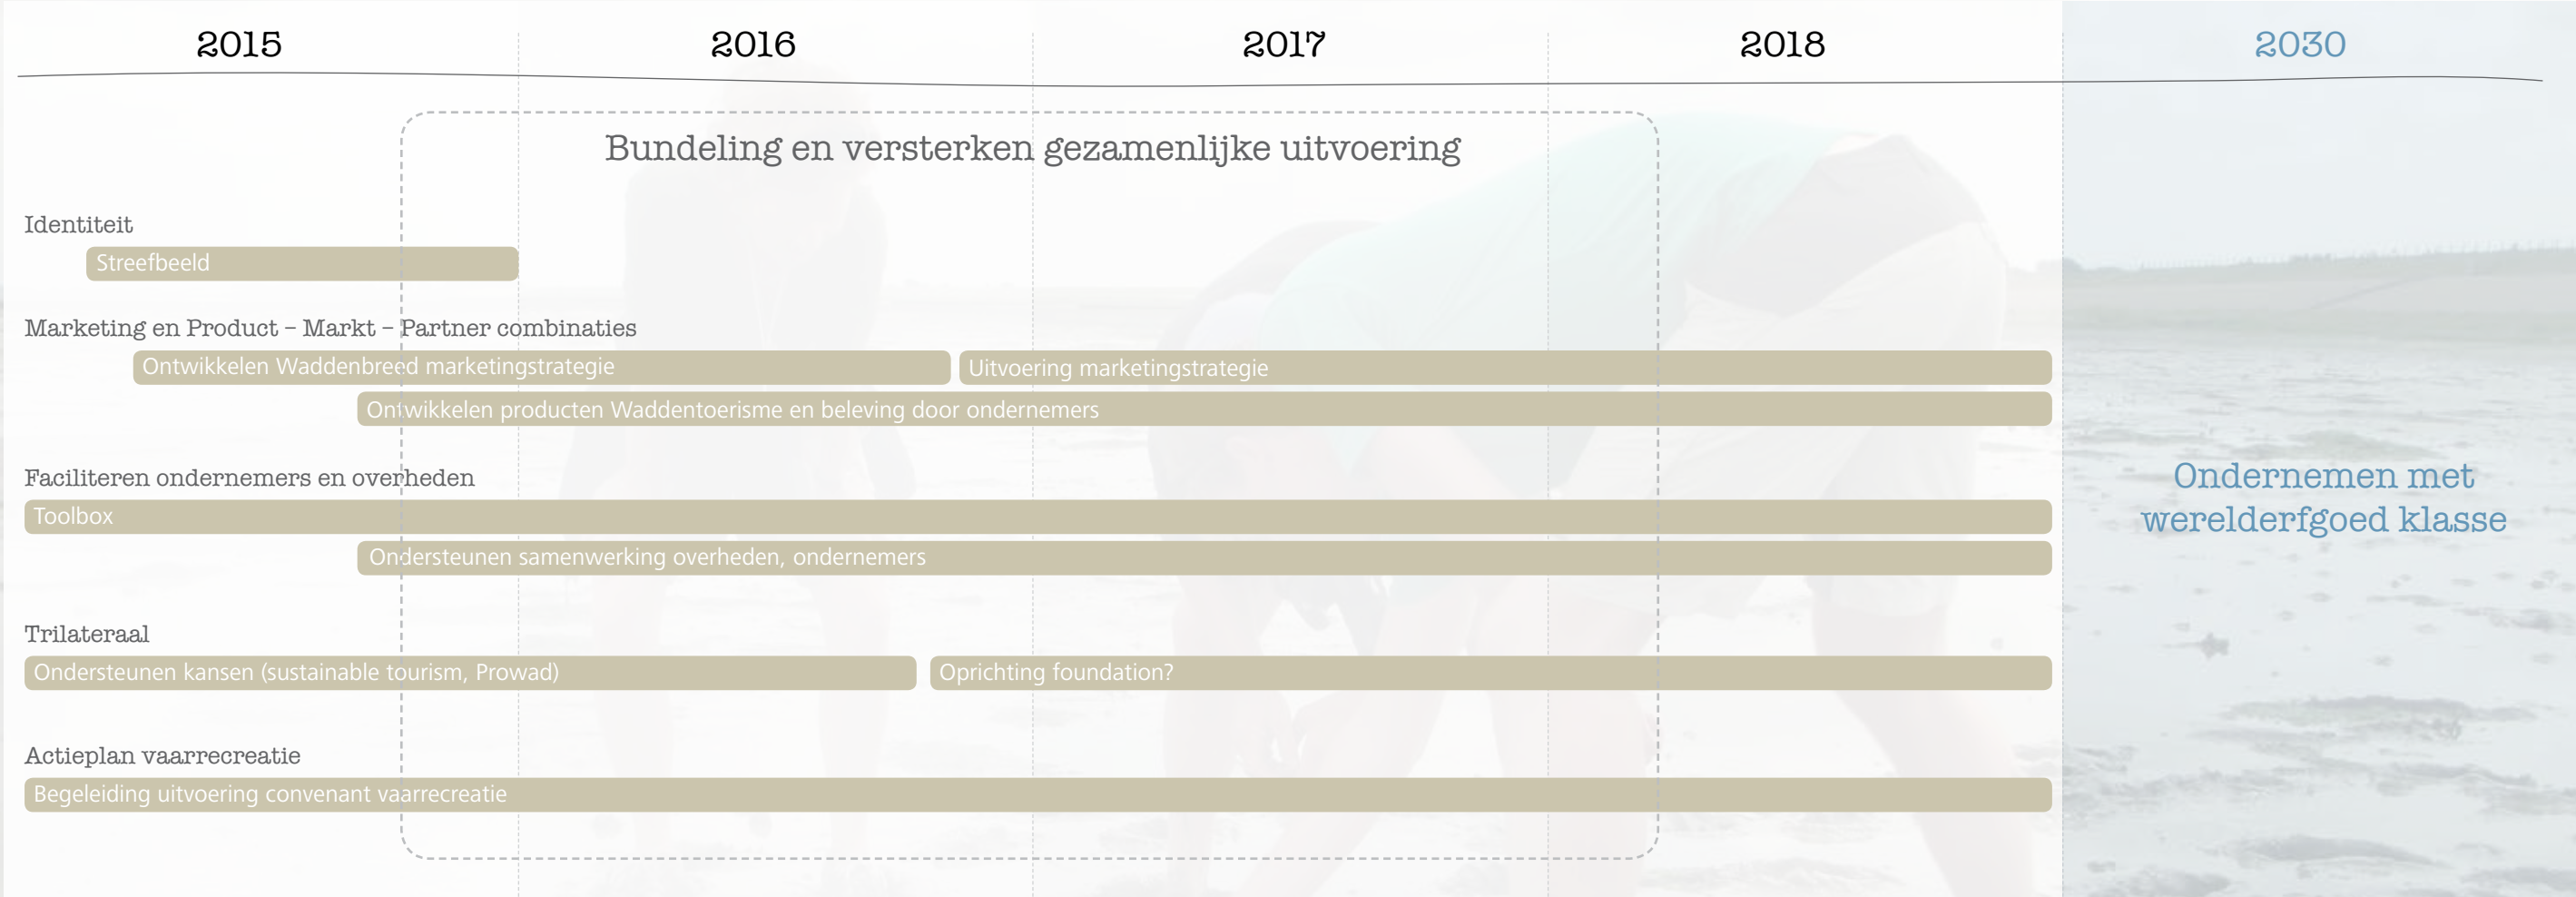 2015 2016 2017 2018 2030
Bundeling en versterken gezamenlijke uitvoering
Identiteit
Streefbeeld
Marketing en Product – Markt – Partner combinaties
Ontwikkelen Waddenbreed marketingstrategie
Uitvoering marketingstrategie
Ontwikkelen producten Waddentoerisme en beleving door ondernemers
Faciliteren ondernemers en overheden
Toolbox
Ondersteunen samenwerking overheden, ondernemers
Trilateraal
Ondersteunen kansen (sustainable tourism, Prowad)
Oprichting foundation?
Actieplan vaarrecreatie
Begeleiding uitvoering convenant vaarrecreatie
Ondernemen met
werelderfgoed klasse